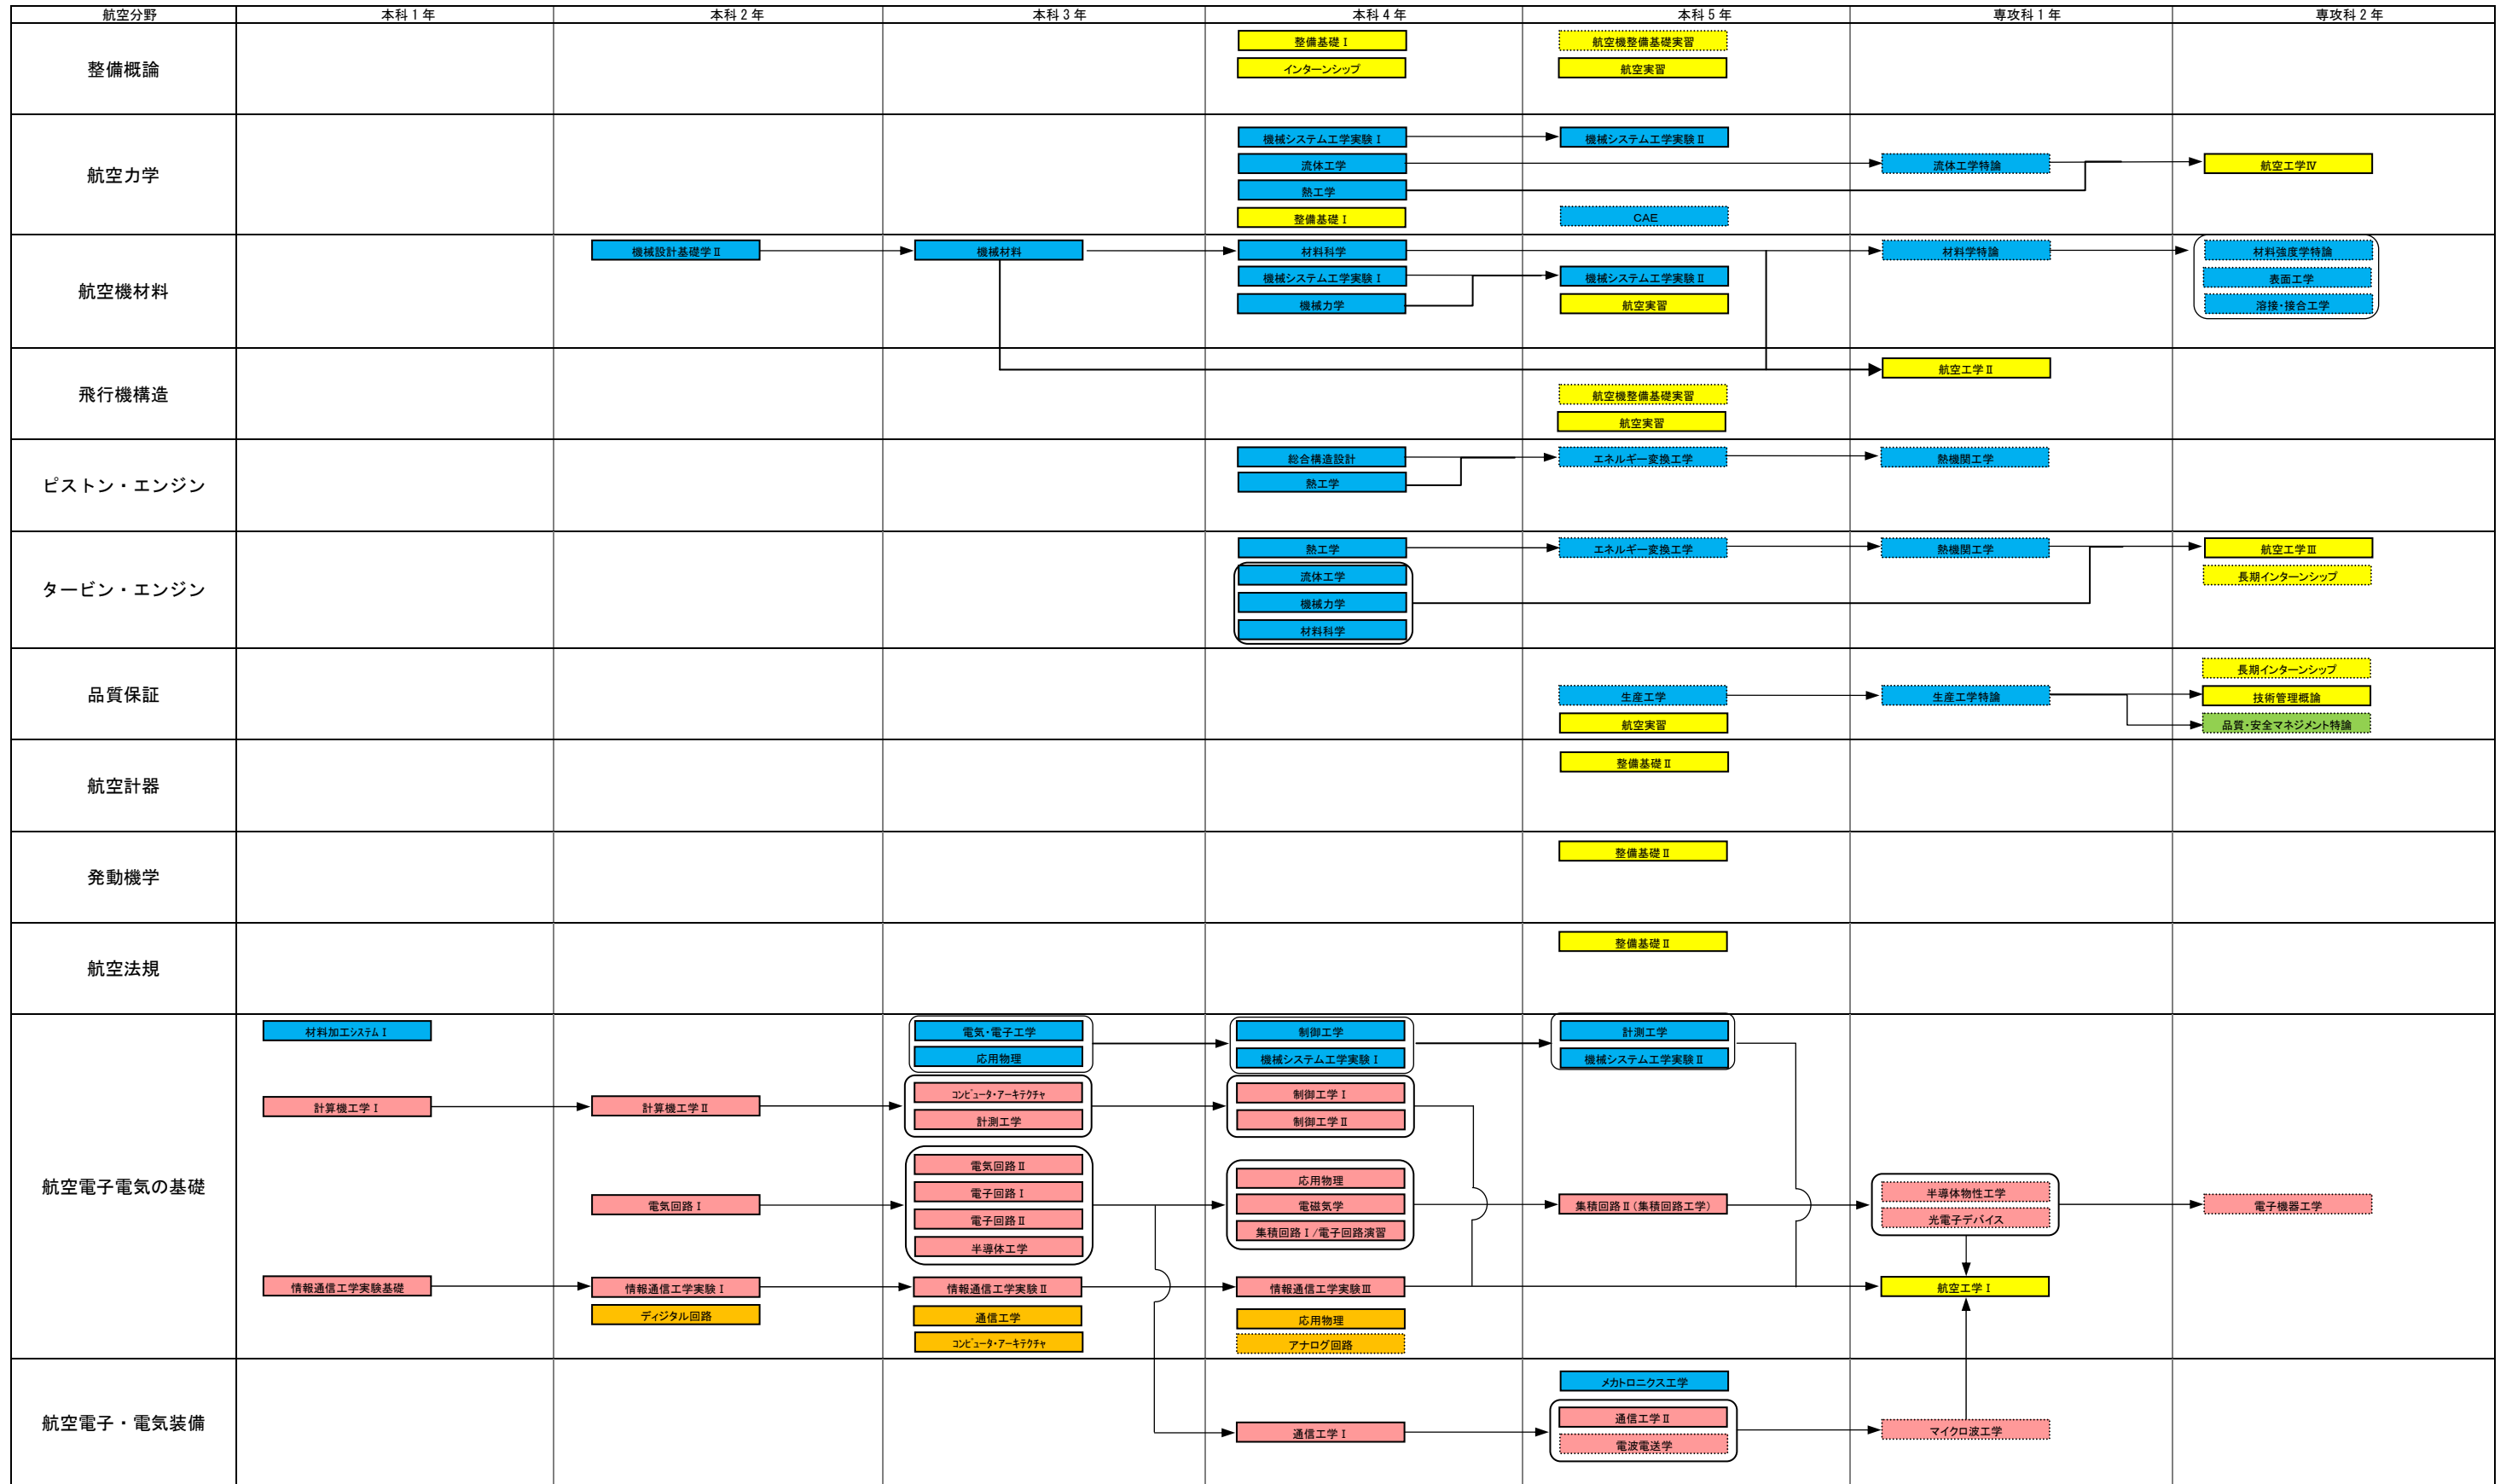 航空分野 本科１年 本科２年 本科３年 本科４年 本科５年 専攻科１年 専攻科２年
整備概論
整備基礎Ⅰ 航空機整備基礎実習
インターンシップ 航空実習
航空力学
機械システム工学実験Ⅰ 機械システム工学実験Ⅱ
流体工学 流体工学特論 航空工学Ⅳ
熱工学
整備基礎Ⅰ CAE
航空機材料
機械設計基礎学Ⅱ 機械材料 材料科学 材料学特論 材料強度学特論
機械システム工学実験Ⅰ 機械システム工学実験Ⅱ 表面工学
機械力学 航空実習 溶接・接合工学
飛行機構造
航空工学Ⅱ
航空機整備基礎実習
航空実習
ピストン・エンジン
総合構造設計 エネルギー変換工学 熱機関工学
熱工学
タービン・エンジン
熱工学 エネルギー変換工学 熱機関工学 航空工学Ⅲ
流体工学 長期インターンシップ
機械力学
材料科学
品質保証
長期インターンシップ
生産工学 生産工学特論 技術管理概論
航空実習 品質・安全マネジメント特論
航空計器
整備基礎Ⅱ
発動機学
整備基礎Ⅱ
航空法規
整備基礎Ⅱ
航空電子電気の基礎
材料加工システムⅠ 電気・電子工学 制御工学 計測工学
応用物理 機械システム工学実験Ⅰ 機械システム工学実験Ⅱ
コンピュータ・アーキテクチャ 制御工学Ⅰ
計算機工学Ⅰ 計算機工学Ⅱ
計測工学 制御工学Ⅱ
電気回路Ⅱ 応用物理
電子回路Ⅰ 半導体物性工学
電気回路Ⅰ 電磁気学 集積回路Ⅱ（集積回路工学） 電子機器工学
電子回路Ⅱ 光電子デバイス
半導体工学 集積回路Ⅰ/電子回路演習
情報通信工学実験基礎 情報通信工学実験Ⅰ 情報通信工学実験Ⅱ 情報通信工学実験Ⅲ 航空工学Ⅰ
ディジタル回路 通信工学 応用物理
コンピュータ・アーキテクチャ アナログ回路
航空電子・電気装備
メカトロニクス工学
通信工学Ⅱ
通信工学Ⅰ マイクロ波工学
電波電送学